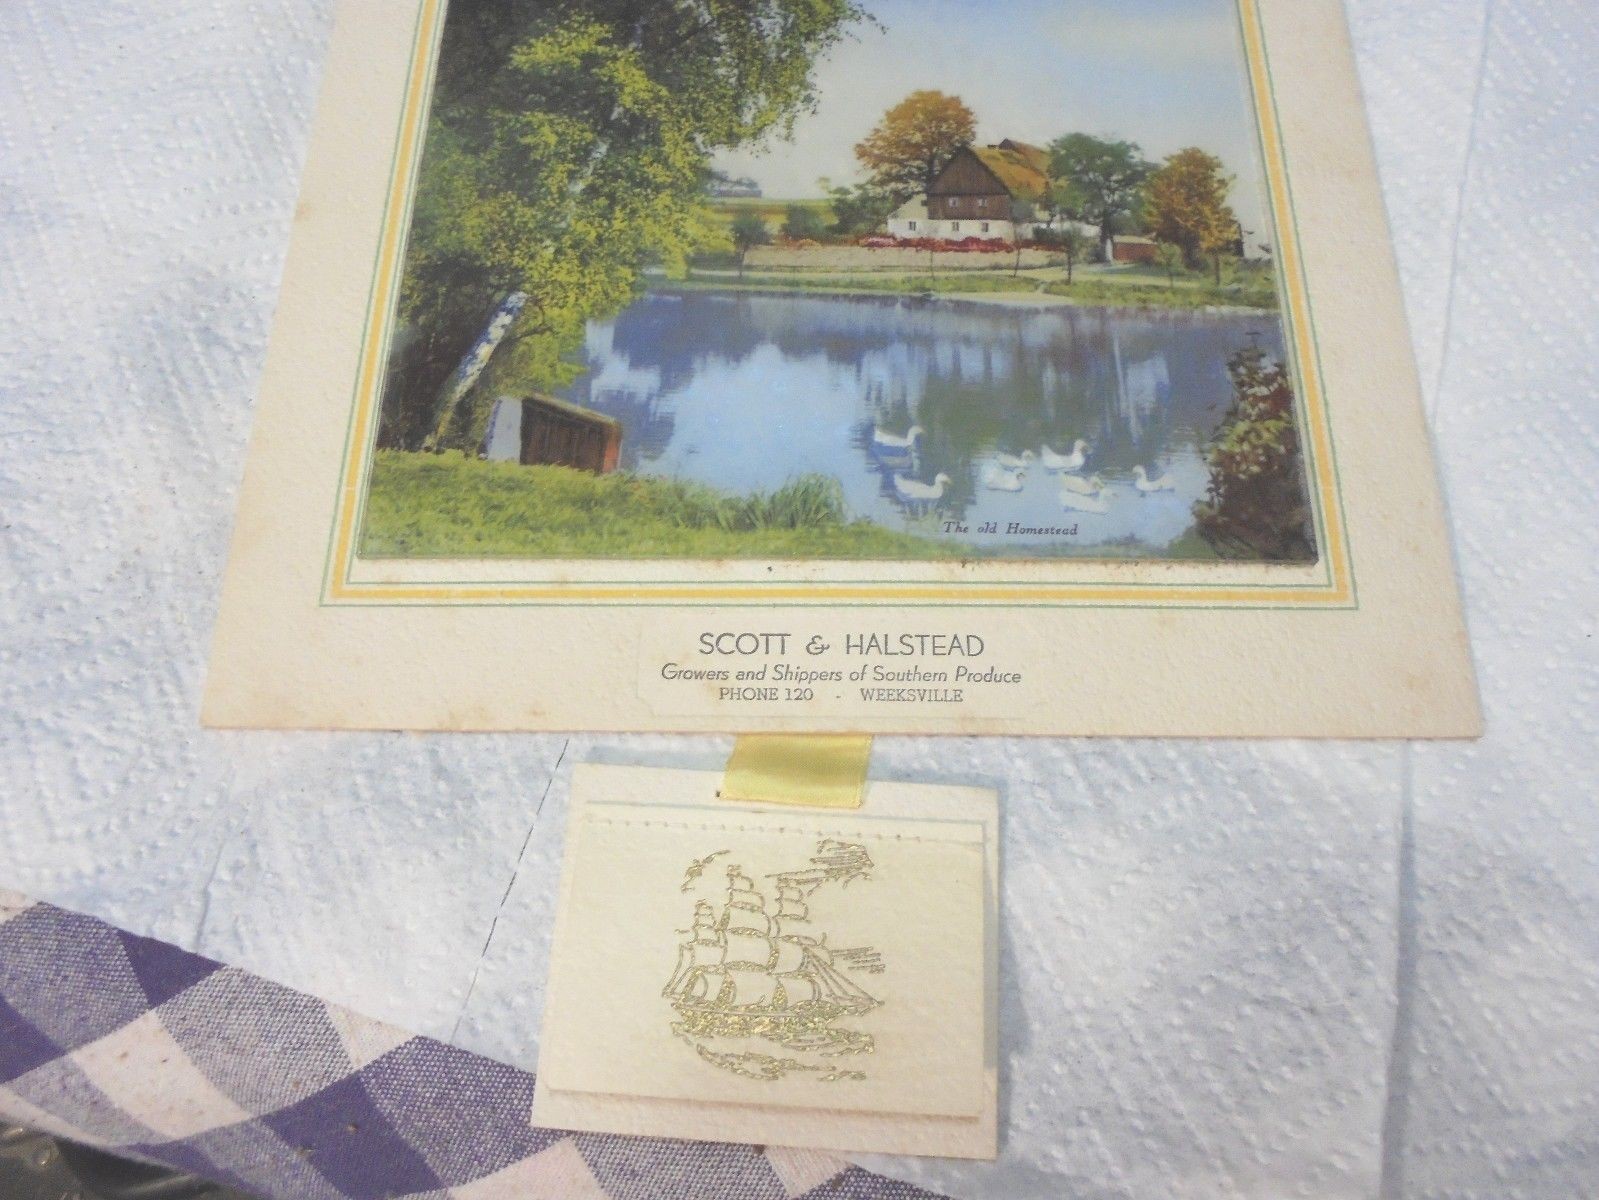 The old Homestead
SCOTT & HALSTEAD
Growers and Shippers of Southern Produce
PHONE 120 - WEEKSVILLE